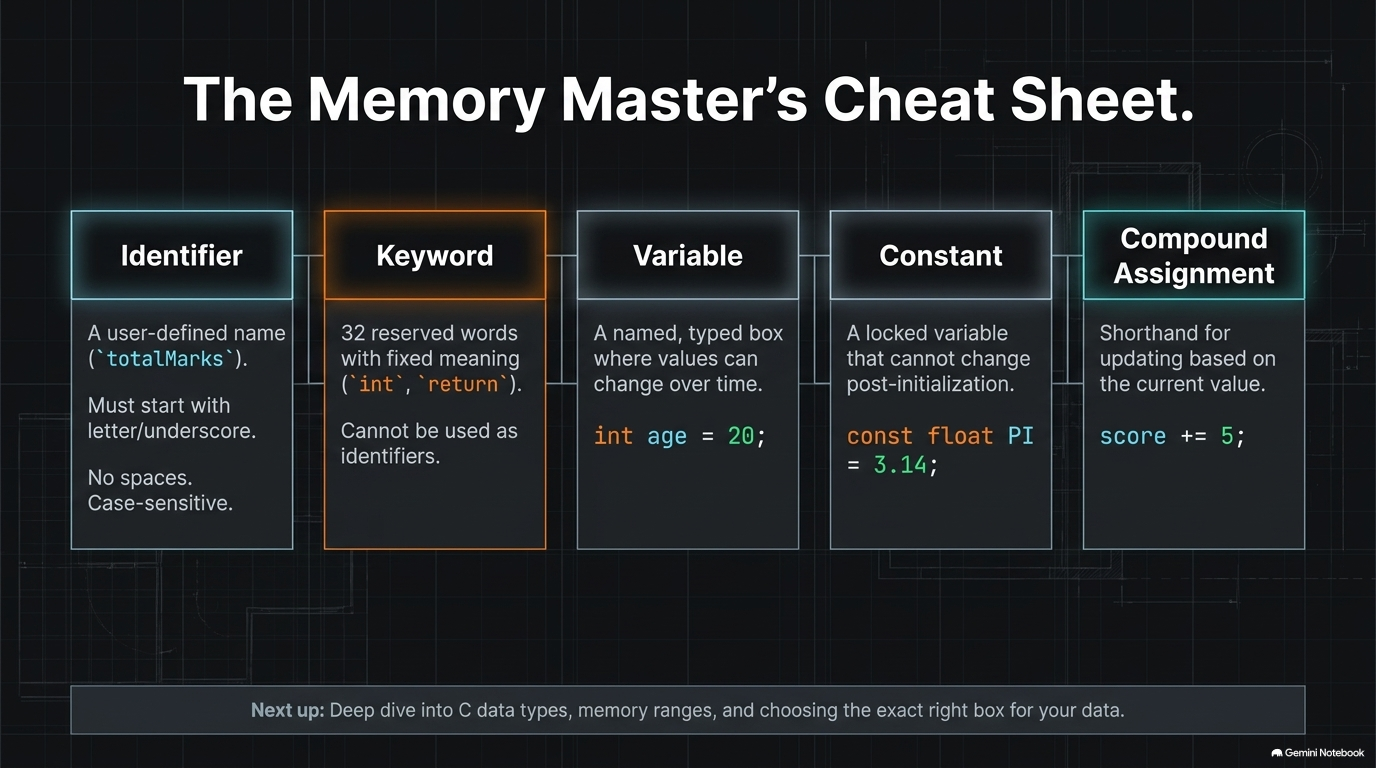 The Memory Master’s Cheat Sheet.
Identifier
A user-defined name
(`totalMarks`).
Must start with
letter/underscore.
No spaces.
Case-sensitive.
Keyword
32 reserved words
with fixed meaning
(`int`, `return`).
Cannot be used as
identifiers.
Variable
A named, typed box
where values can
change over time.
int age = 20;
Constant
A locked variable
that cannot change
post-initialization.
const float PI
= 3.14;
Compound
Assignment
Shorthand for
updating based on
the current value.
score += 5;
Next up: Deep dive into C data types, memory ranges, and choosing the exact right box for your data.
Gemini Notebook